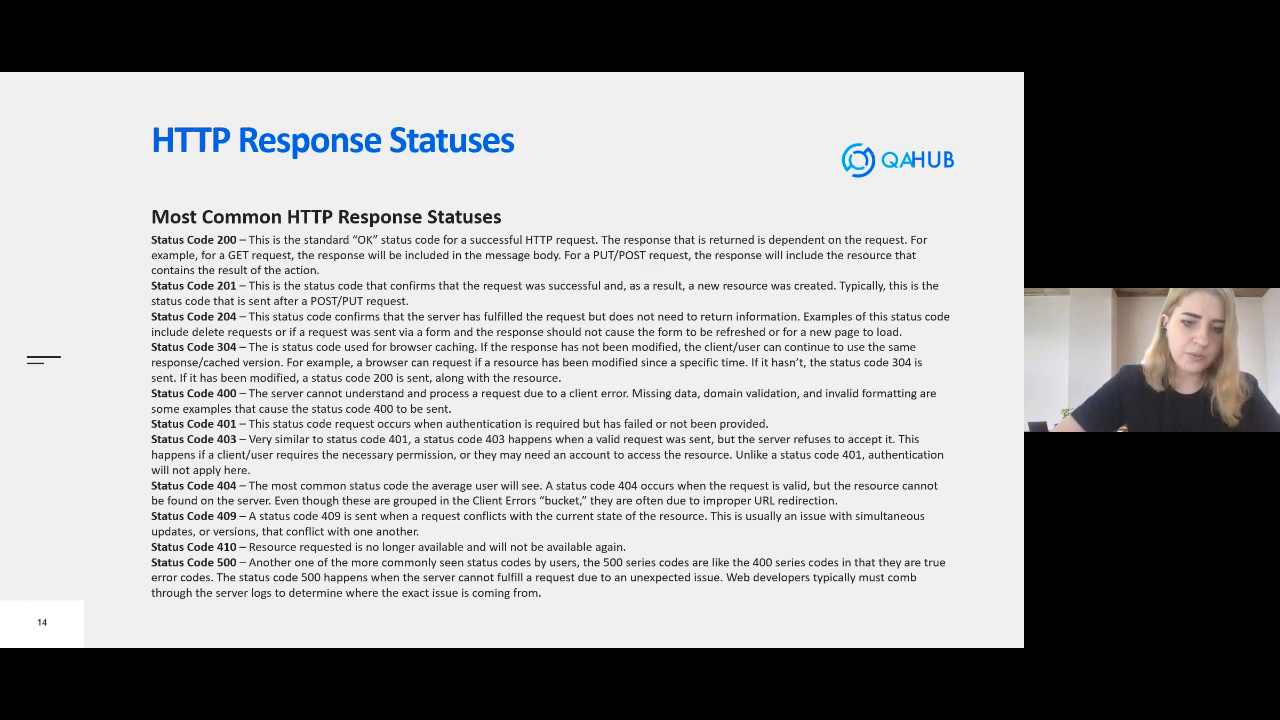 HTTP Response Statuses
QAHUB
Most Common HTTP Response Statuses
Status Code 200 – This is the standard “OK” status code for a successful HTTP request. The response that is returned is dependent on the request. For
example, for a GET request, the response will be included in the message body. For a PUT/POST request, the response will include the resource that
contains the result of the action.
Status Code 201 – This is the status code that confirms that the request was successful and, as a result, a new resource was created. Typically, this is the
status code that is sent after a POST/PUT request.
Status Code 204 – This status code confirms that the server has fulfilled the request but does not need to return information. Examples of this status code
include delete requests or if a request was sent via a form and the response should not cause the form to be refreshed or for a new page to load.
Status Code 304 – The is status code used for browser caching. If the response has not been modified, the client/user can continue to use the same
response/cached version. For example, a browser can request if a resource has been modified since a specific time. If it hasn’t, the status code 304 is
sent. If it has been modified, a status code 200 is sent, along with the resource.
Status Code 400 – The server cannot understand and process a request due to a client error. Missing data, domain validation, and invalid formatting are
some examples that cause the status code 400 to be sent.
Status Code 401 – This status code request occurs when authentication is required but has failed or not been provided.
Status Code 403 – Very similar to status code 401, a status code 403 happens when a valid request was sent, but the server refuses to accept it. This
happens if a client/user requires the necessary permission, or they may need an account to access the resource. Unlike a status code 401, authentication
will not apply here.
Status Code 404 – The most common status code the average user will see. A status code 404 occurs when the request is valid, but the resource cannot
be found on the server. Even though these are grouped in the Client Errors “bucket,” they are often due to improper URL redirection.
Status Code 409 – A status code 409 is sent when a request conflicts with the current state of the resource. This is usually an issue with simultaneous
updates, or versions, that conflict with one another.
Status Code 410 – Resource requested is no longer available and will not be available again.
Status Code 500 – Another one of the more commonly seen status codes by users, the 500 series codes are like the 400 series codes in that they are true
error codes. The status code 500 happens when the server cannot fulfill a request due to an unexpected issue. Web developers typically must comb
through the server logs to determine where the exact issue is coming from.
14